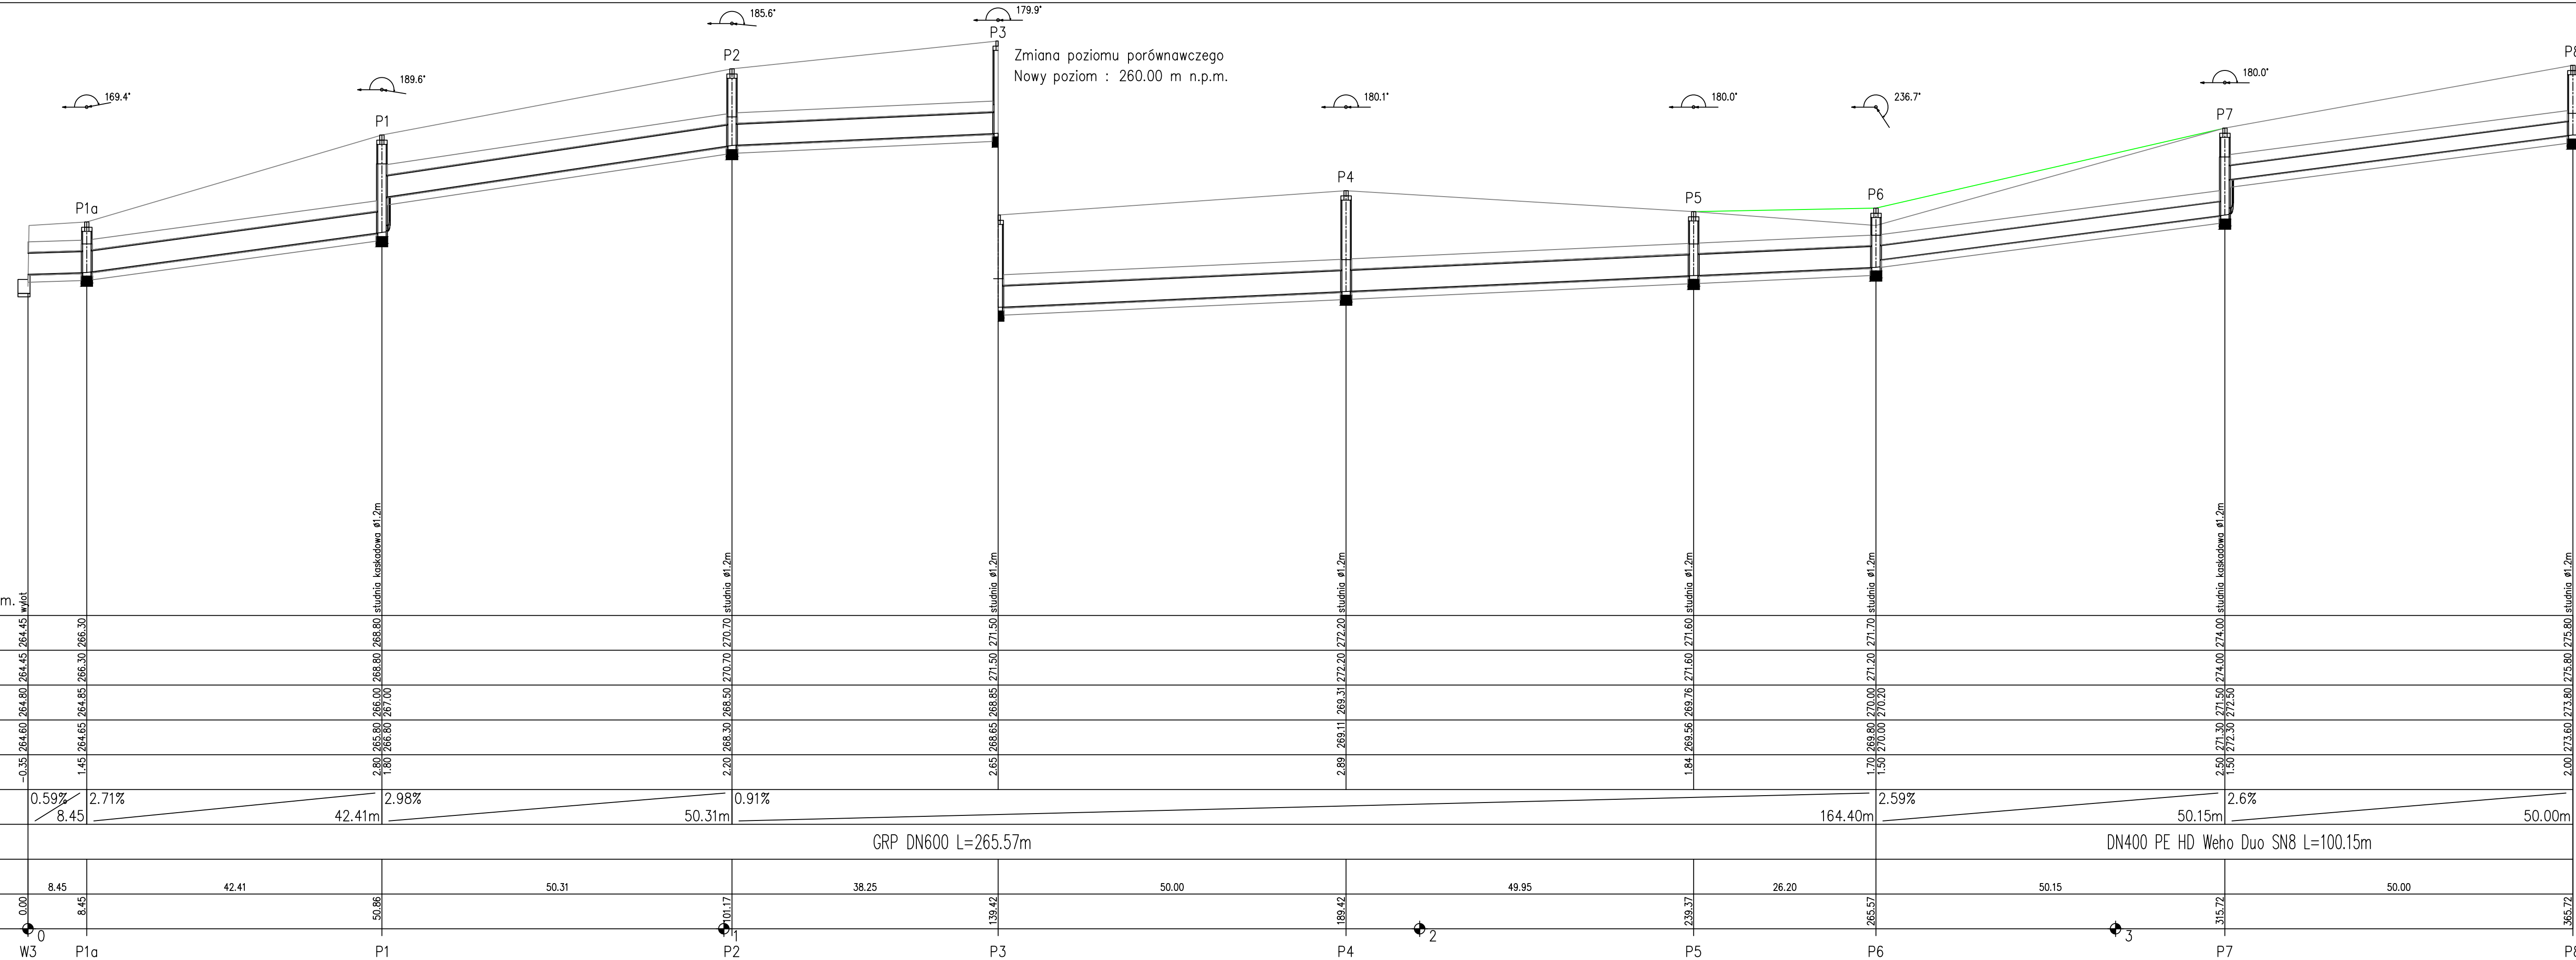 185.6°
179.9°
P3
Zmiana poziomu porównawczego
Nowy poziom : 260.00 m n.p.m.
P2
P8
189.6°
180.0°
169.4°
180.1°
180.0°
236.7°
P1
P7
P4
P1a
P5
P6
m.
wylot
studnia kaskadowa ø1.2m
studnia ø1.2m
studnia ø1.2m
studnia ø1.2m
studnia ø1.2m
studnia ø1.2m
studnia kaskadowa ø1.2m
studnia ø1.2m
264.45 266.30 268.80 270.70 271.50 272.20 271.60 271.70 274.00 275.80
264.45 266.30 268.80 270.70 271.50 272.20 271.60 271.20 274.00 275.80
264.80 264.85 266.00 267.00 268.50 268.85 269.31 269.76 270.00 270.20 271.50 272.50 273.80
264.60 264.65 265.80 266.80 268.30 268.65 269.11 269.56 269.80 270.00 271.30 272.30 273.60
-0.35 1.45 2.80 1.80 2.20 2.65 2.89 1.84 1.70 1.50 2.50 1.50 2.00
0.59% 2.71% 2.98% 0.91% 2.59% 2.6%
8.45 42.41m 50.31m 164.40m 50.15m 50.00m
GRP DN600 L=265.57m
DN400 PE HD Weho Duo SN8 L=100.15m
8.45 42.41 50.31 38.25 50.00 49.95 26.20 50.15 50.00
0.00 8.45 50.86 101.17 139.42 189.42 239.37 265.57 315.72 365.72
0 1 2 3
W3 P1a P1 P2 P3 P4 P5 P6 P7 P8